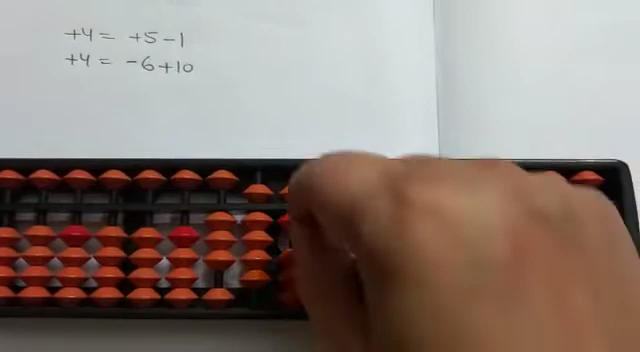 +4 = +5-1
+4 = -6+10